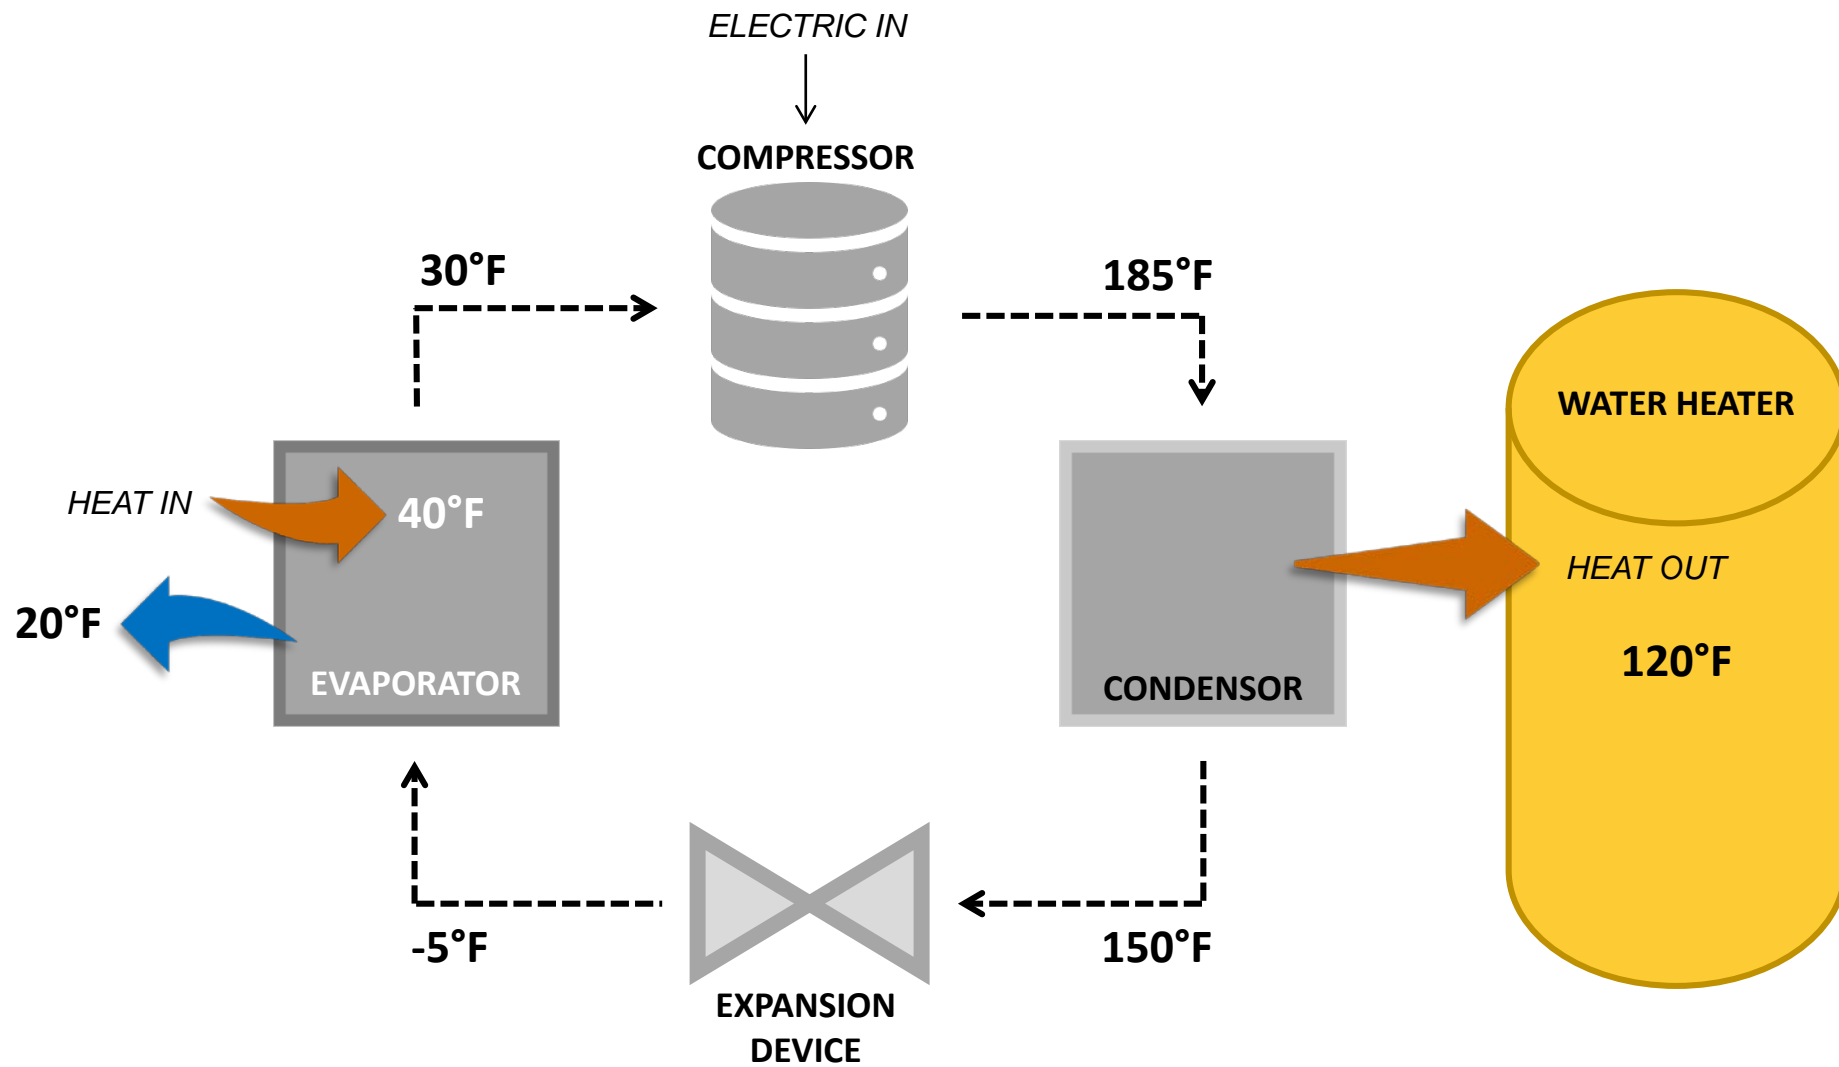 ELECTRIC IN
COMPRESSOR
30°F
185°F
WATER HEATER
HEAT IN
40°F
HEAT OUT
20°F
120°F
EVAPORATOR
CONDENSOR
-5°F
150°F
EXPANSION
DEVICE